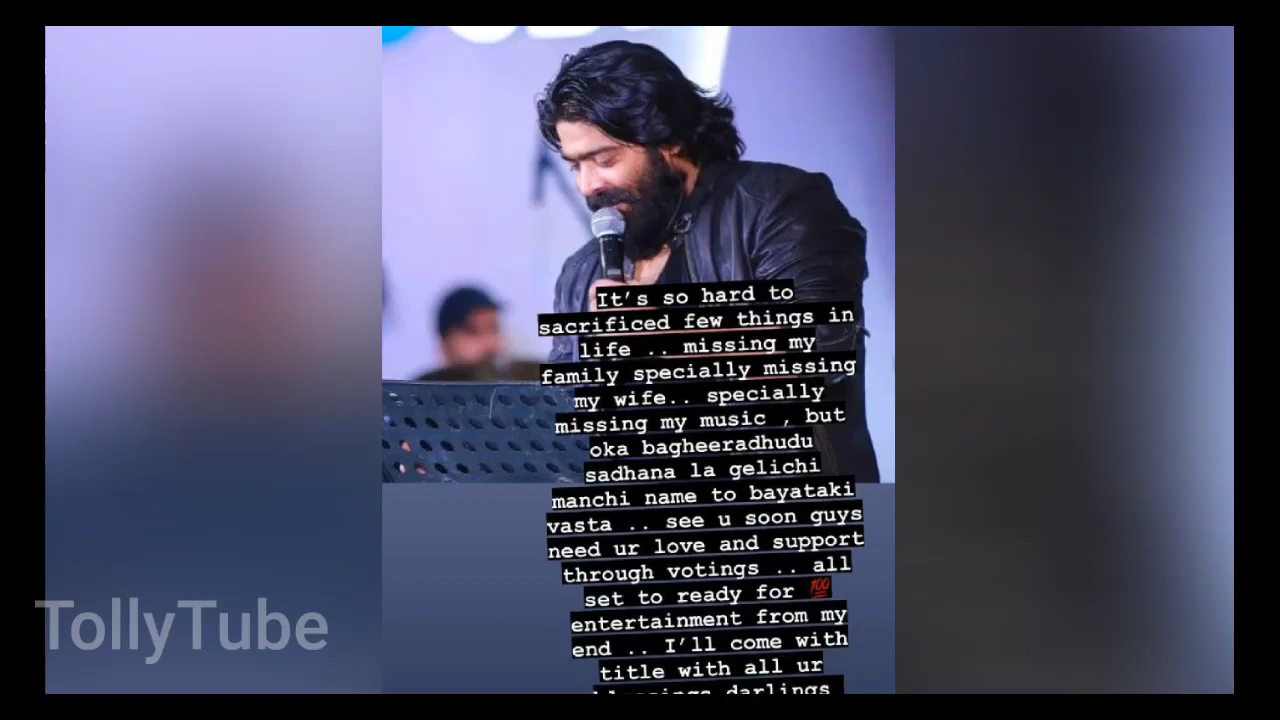 It's so hard to
sacrificed few things in
life .. missing my
family specially missing
my wife.. specially
missing my music , but
oka bagheeradhudu
sadhana la gelichi
manchi name to bayataki
vasta .. see u soon guys
need ur love and support
through votings .. all
set to ready for 💯
entertainment from my
end .. I'll come with
title with all ur
darlings
TollyTube